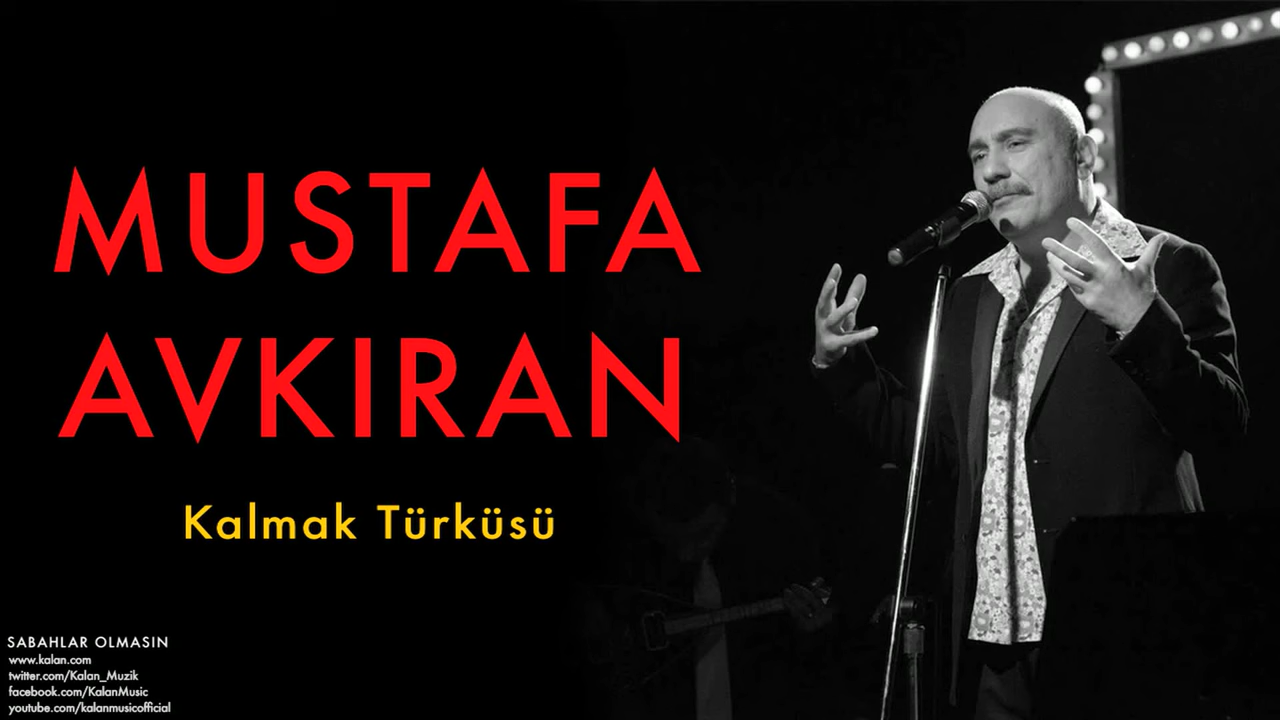 MUSTAFA
AVKIRAN
Kalmak Türküsü
SABAHLAR OLMASIN
www.kalan.com
twitter.com/Kalan_Muzik
facebook.com/KalanMusic
youtube.com/kalanmusicofficial